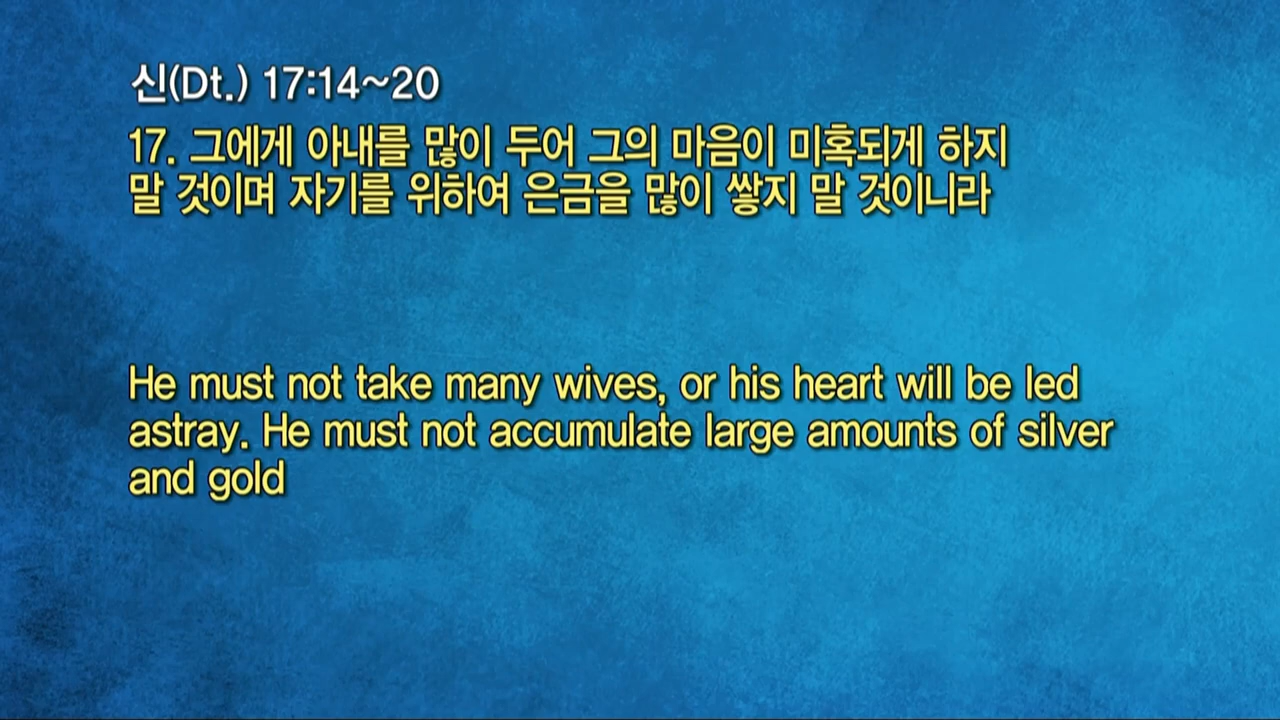 신(Dt.) 17:14~20
17. 그에게 아내를 많이 두어 그의 마음이 미혹되게 하지
말 것이며 자기를 위하여 은금을 많이 쌓지 말 것이니라
He must not take many wives, or his heart will be led
astray. He must not accumulate large amounts of silver
and gold